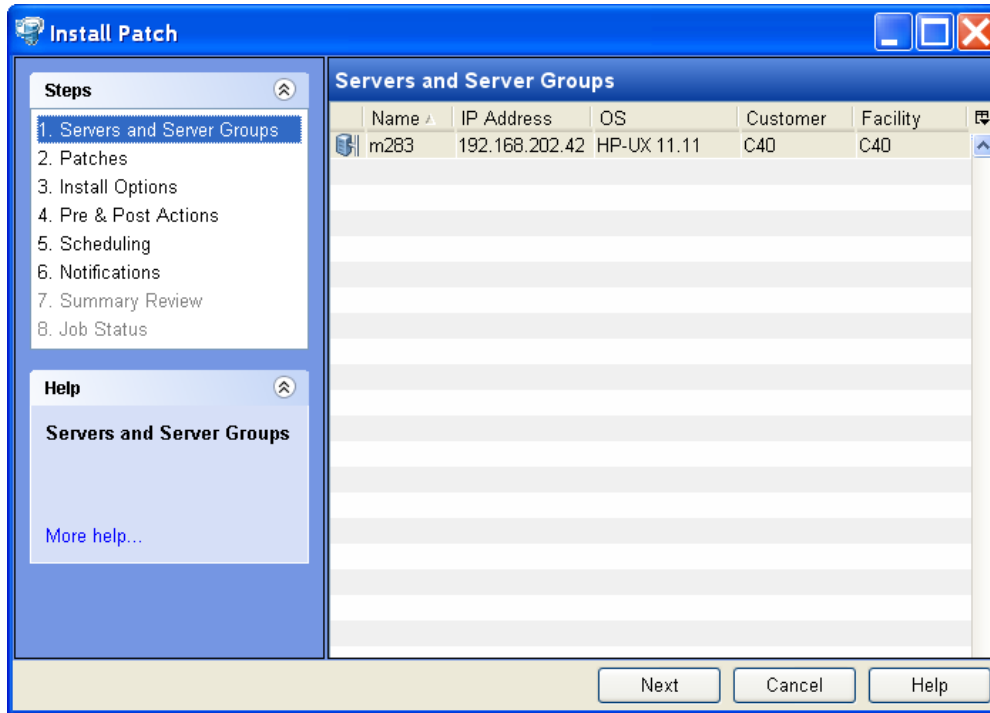 Install Patch
Steps
1. Servers and Server Groups
2. Patches
3. Install Options
4. Pre & Post Actions
5. Scheduling
6. Notifications
7. Summary Review
8. Job Status
Help
Servers and Server Groups
More help...
Servers and Server Groups
Name IP Address OS Customer Facility
m283 192.168.202.42 HP-UX 11.11 C40 C40
Next Cancel Help